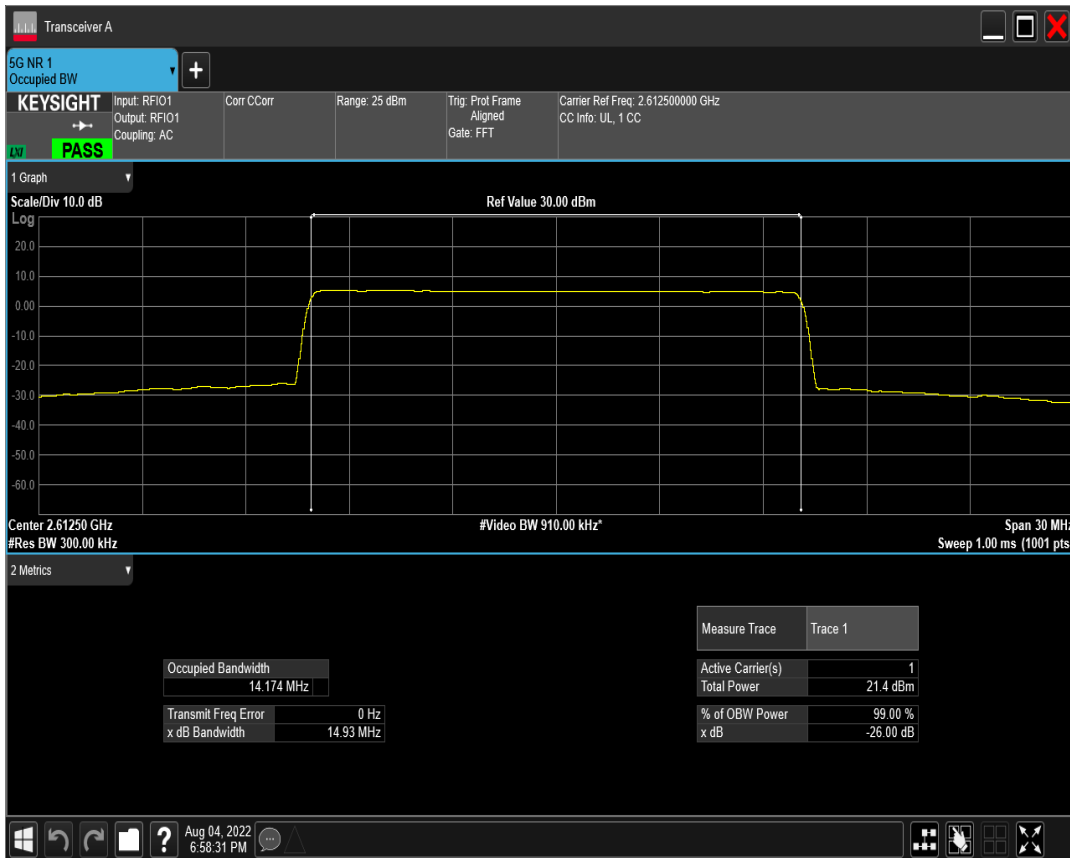 Transceiver A
5G NR 1
Occupied BW
KEYSIGHT
LXI
PASS
Input: RFIO1
Output: RFIO1
Coupling: AC
Corr CCorr
Range: 25 dBm
Trig: Prot Frame
Aligned
Gate: FFT
Carrier Ref Freq: 2.612500000 GHz
CC Info: UL, 1 CC
1 Graph
Scale/Div 10.0 dB
Ref Value 30.00 dBm
Log
20.0
10.0
0.00
-10.0
-20.0
-30.0
-40.0
-50.0
-60.0
Center 2.61250 GHz
#Video BW 910.00 kHz*
Span 30 MHz
#Res BW 300.00 kHz
Sweep 1.00 ms (1001 pts
2 Metrics
Measure Trace Trace 1
Occupied Bandwidth
14.174 MHz
Active Carrier(s) 1
Total Power 21.4 dBm
Transmit Freq Error 0 Hz
x dB Bandwidth 14.93 MHz
% of OBW Power 99.00 %
x dB -26.00 dB
?
Aug 04, 2022
6:58:31 PM